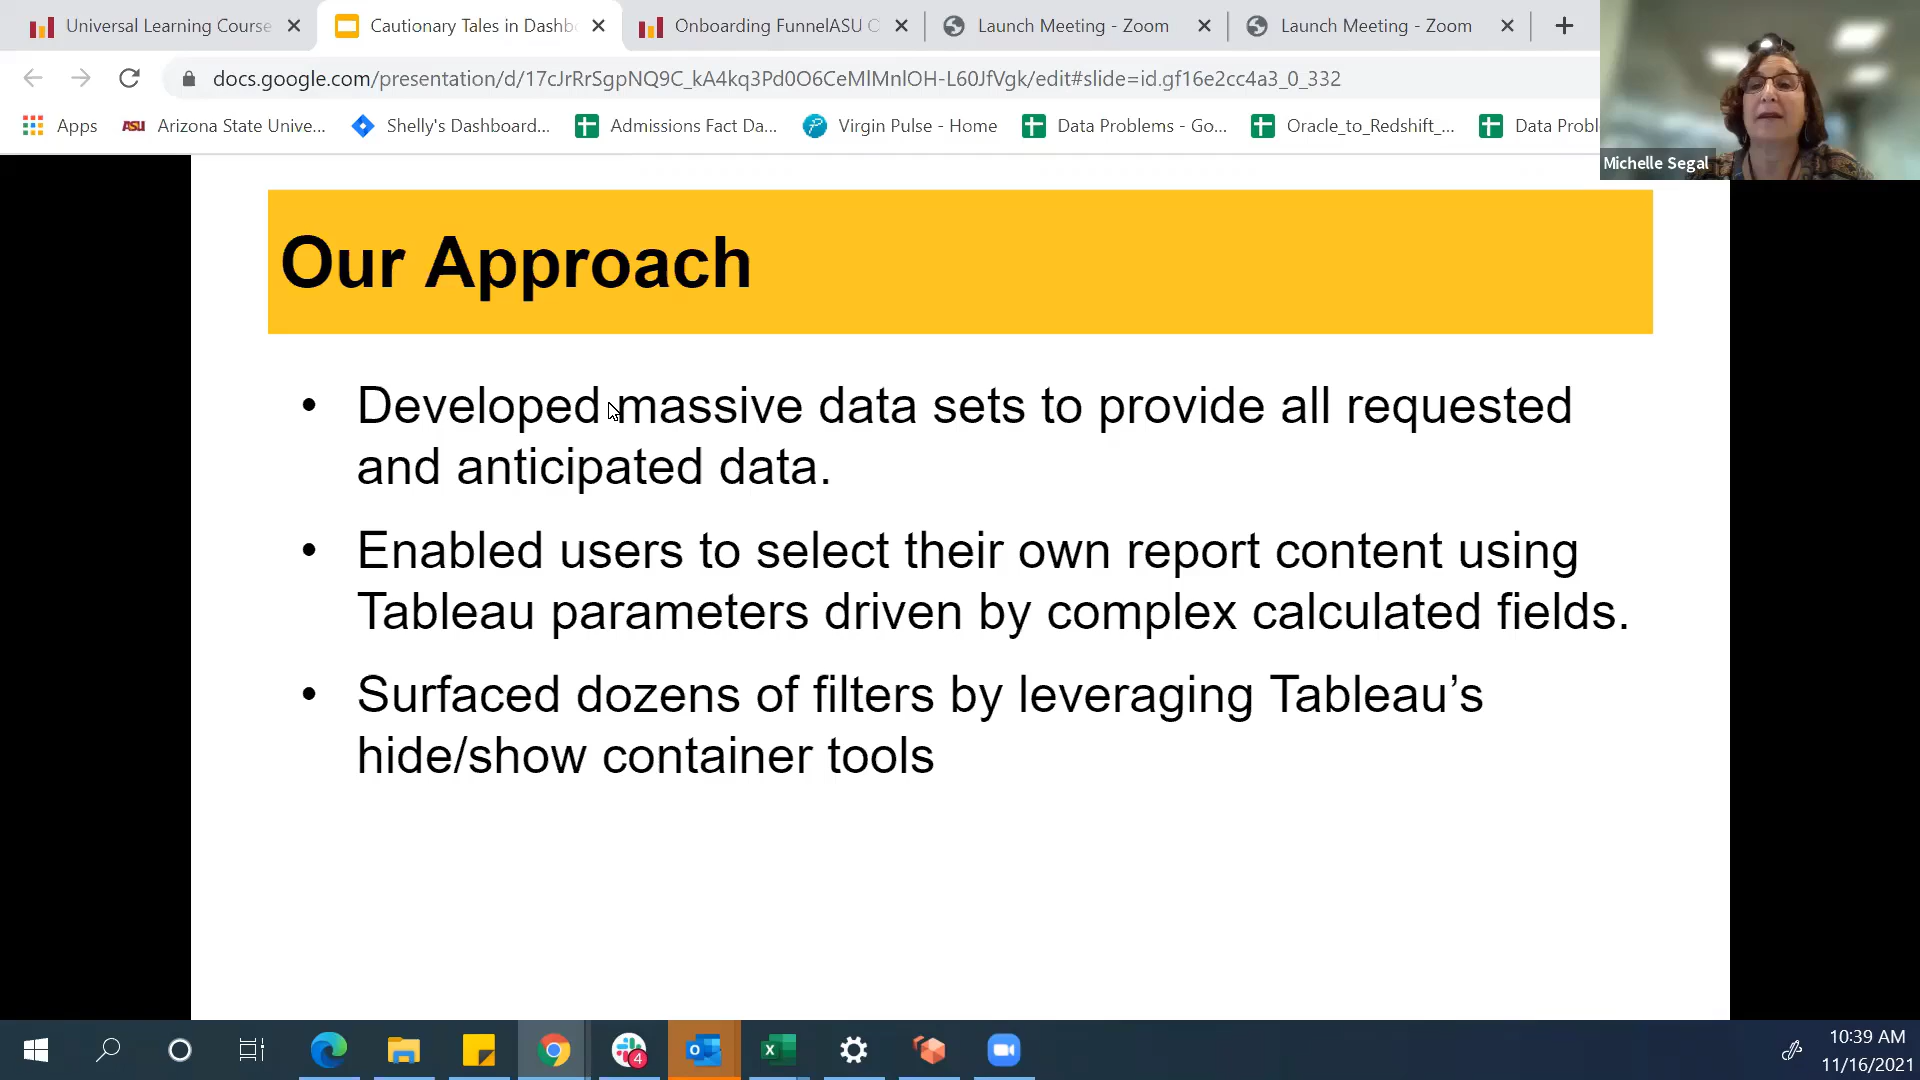 Universal Learning Course
Cautionary Tales in Dashb
Onboarding FunnelASU O
Launch Meeting - Zoom
Launch Meeting - Zoom
docs.google.com/presentation/d/17cJrRrSgpNQ9C_kA4kq3Pd0O6CeMlMnlOH-L60JfVgk/edit#slide=id.gf16e2cc4a3_0_332
Apps
ASU
Arizona State Unive...
Shelly's Dashboard...
Admissions Fact Da...
Virgin Pulse - Home
Data Problems - Go...
Oracle_to_Redshift_...
Data Probl
Michelle Segal
Our Approach
• Developed massive data sets to provide all requested
and anticipated data.
• Enabled users to select their own report content using
Tableau parameters driven by complex calculated fields.
• Surfaced dozens of filters by leveraging Tableau’s
hide/show container tools
4
10:39 AM
11/16/2021